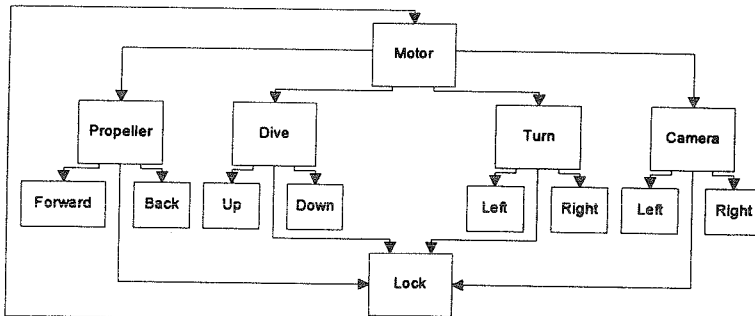 Motor
Propeller
Dive
Turn
Camera
Forward
Back
Up
Down
Left
Right
Left
Right
Lock